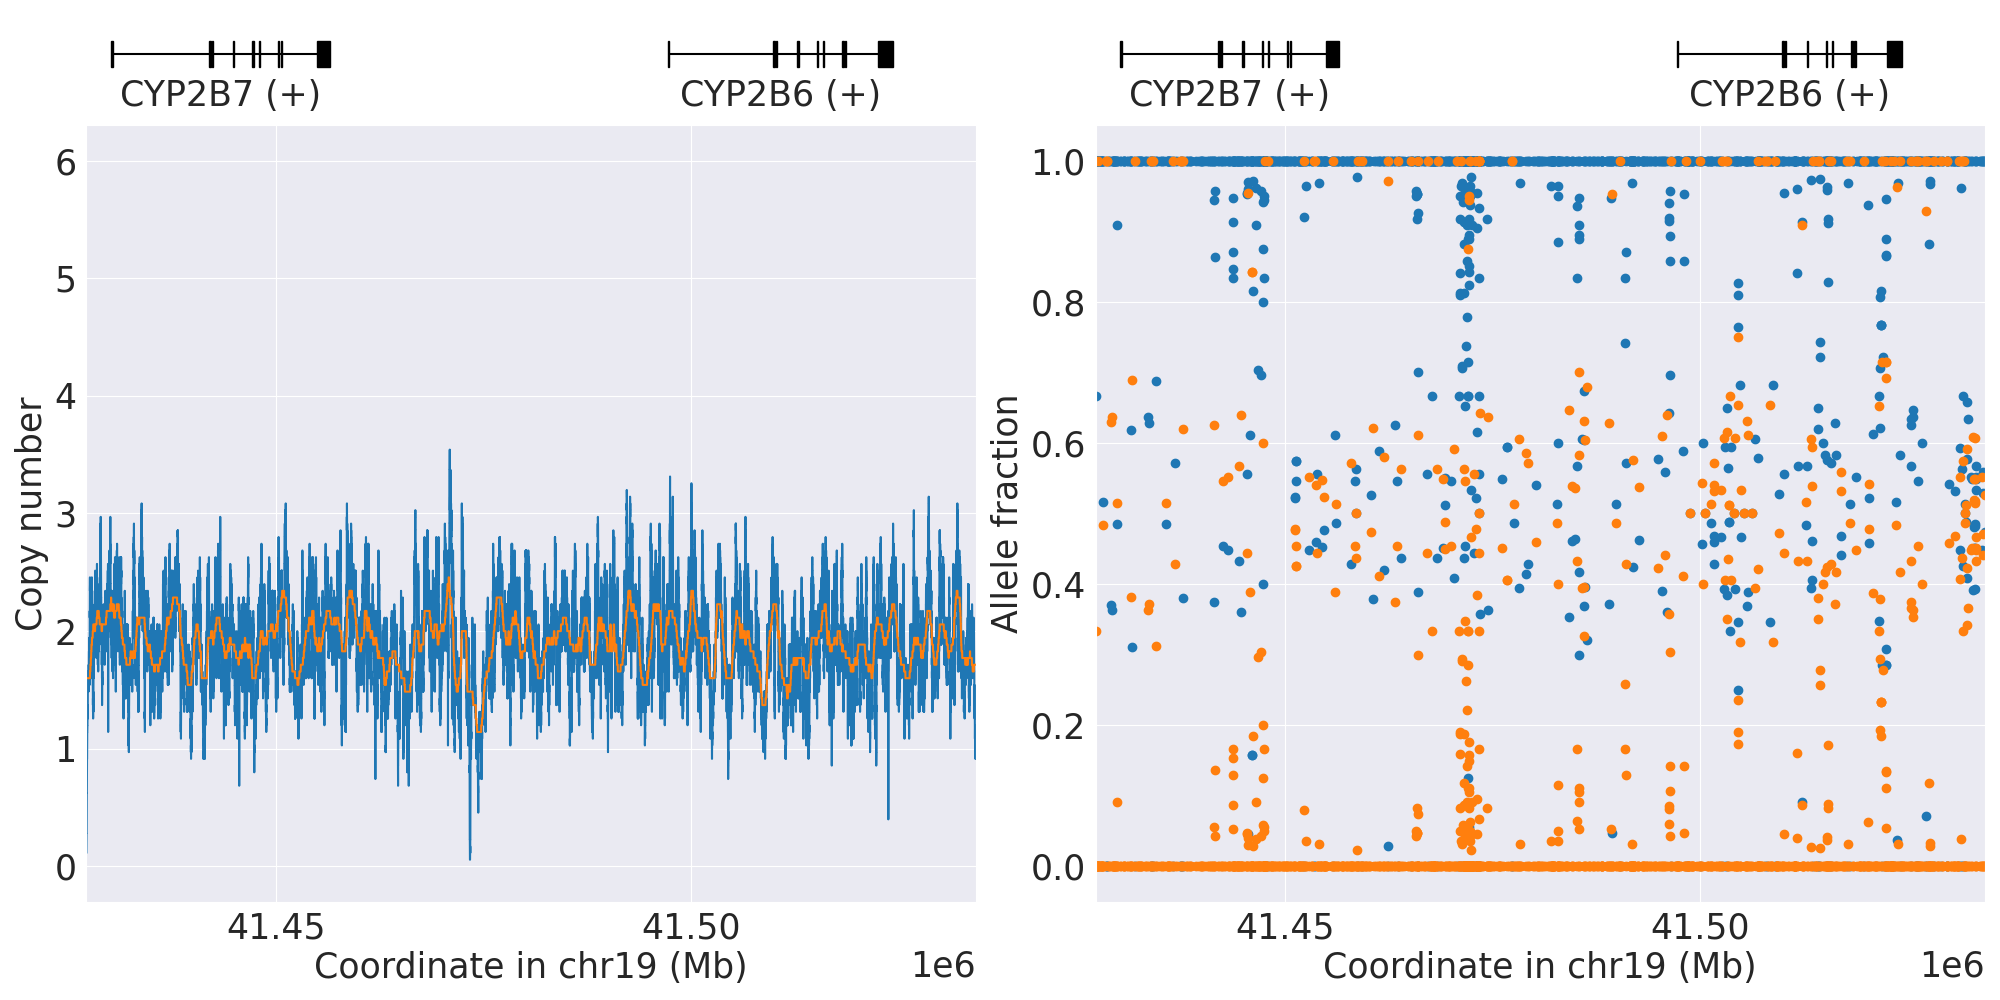 CYP2B7 (+)
CYP2B6 (+)
CYP2B7 (+)
CYP2B6 (+)
Copy number
6
5
4
3
2
1
0
41.45
41.50
Coordinate in chr19 (Mb)
1e6
Allele fraction
1.0
0.8
0.6
0.4
0.2
0.0
41.45
41.50
Coordinate in chr19 (Mb)
1e6